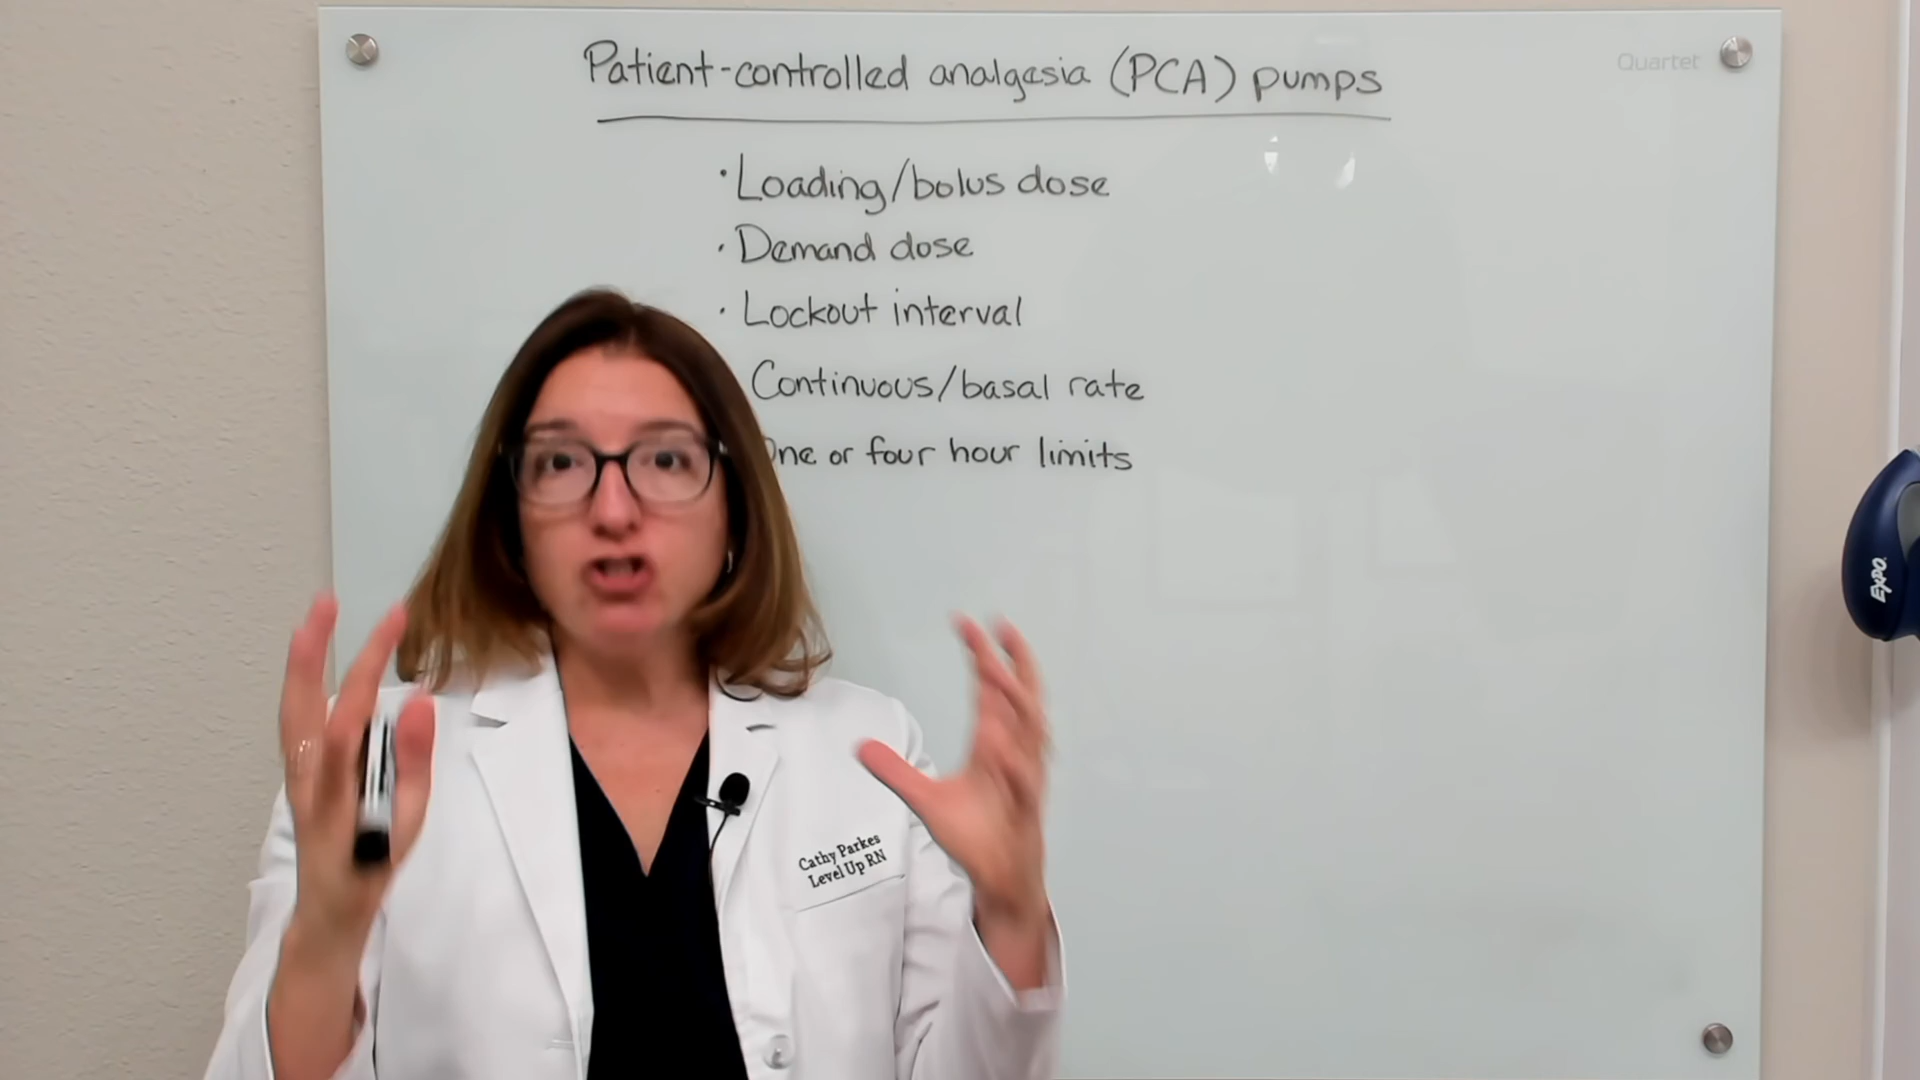 Patient-controlled analgesia (PCA) pumps
Quartet
· Loading/bolus dose
· Demand dose
· Lockout interval
Continuous/basal rate
One or four hour limits
EXPO
Cathy Parkes
Level Up RN